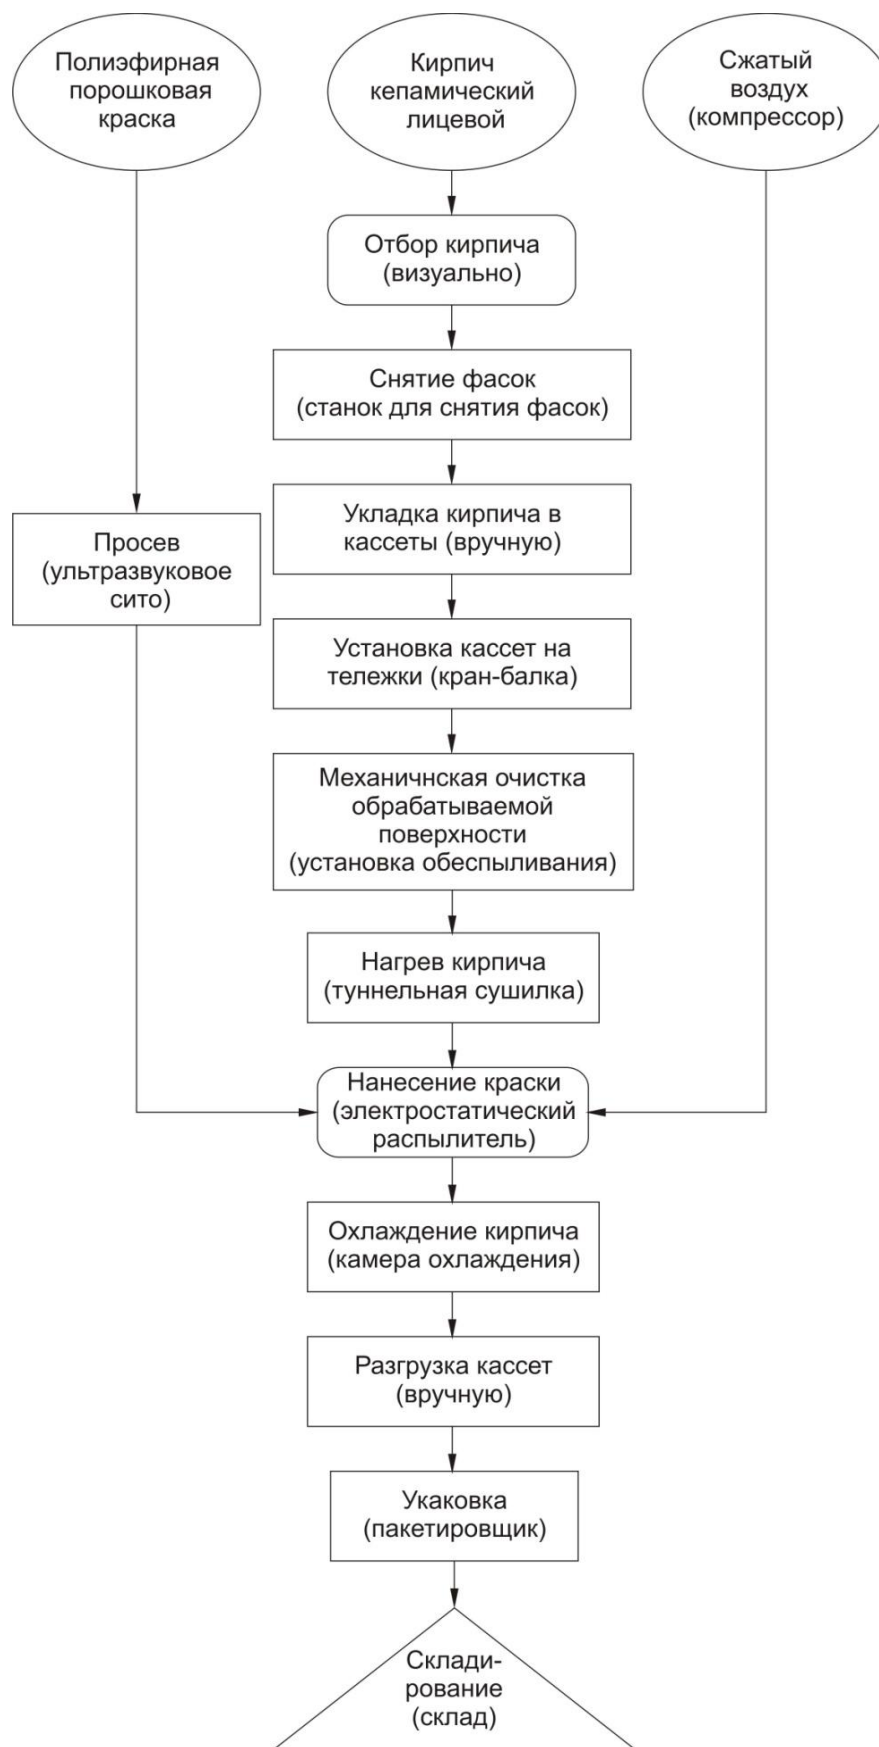 Полиэфирная
порошковая
краска
Кирпич
кепамический
лицевой
Сжатый
воздух
(компрессор)
Отбор кирпича
(визуально)
Снятие фасок
(станок для снятия фасок)
Укладка кирпича в
кассеты (вручную)
Просев
(ультразвуковое
сито)
Установка кассет на
тележки (кран-балка)
Механичнская очистка
обрабатываемой
поверхности
(установка обеспыливания)
Нагрев кирпича
(туннельная сушилка)
Нанесение краски
(электростатический
распылитель)
Охлаждение кирпича
(камера охлаждения)
Разгрузка кассет
(вручную)
Укаковка
(пакетировщик)
Склади-
рование
(склад)